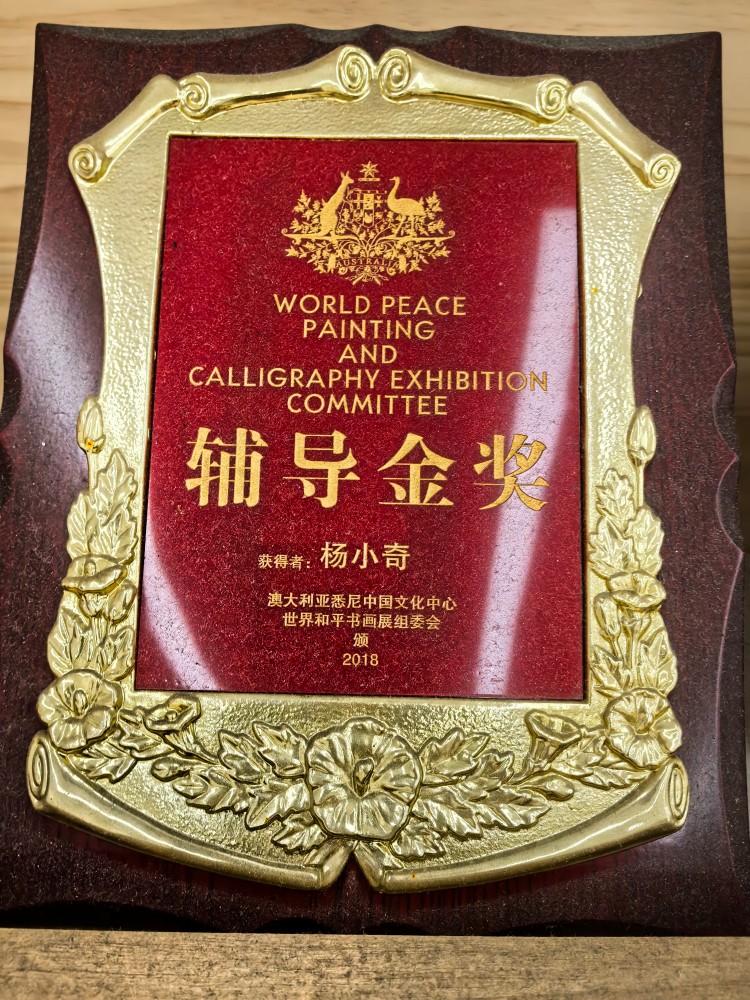 AUSTRALIA
WORLD PEACE
PAINTING
AND
CALLIGRAPHY EXHIBITION
COMMITTEE
辅导金奖
获得者：杨小奇
澳大利亚悉尼中国文化中心
世界和平书画展组委会
颁
2018